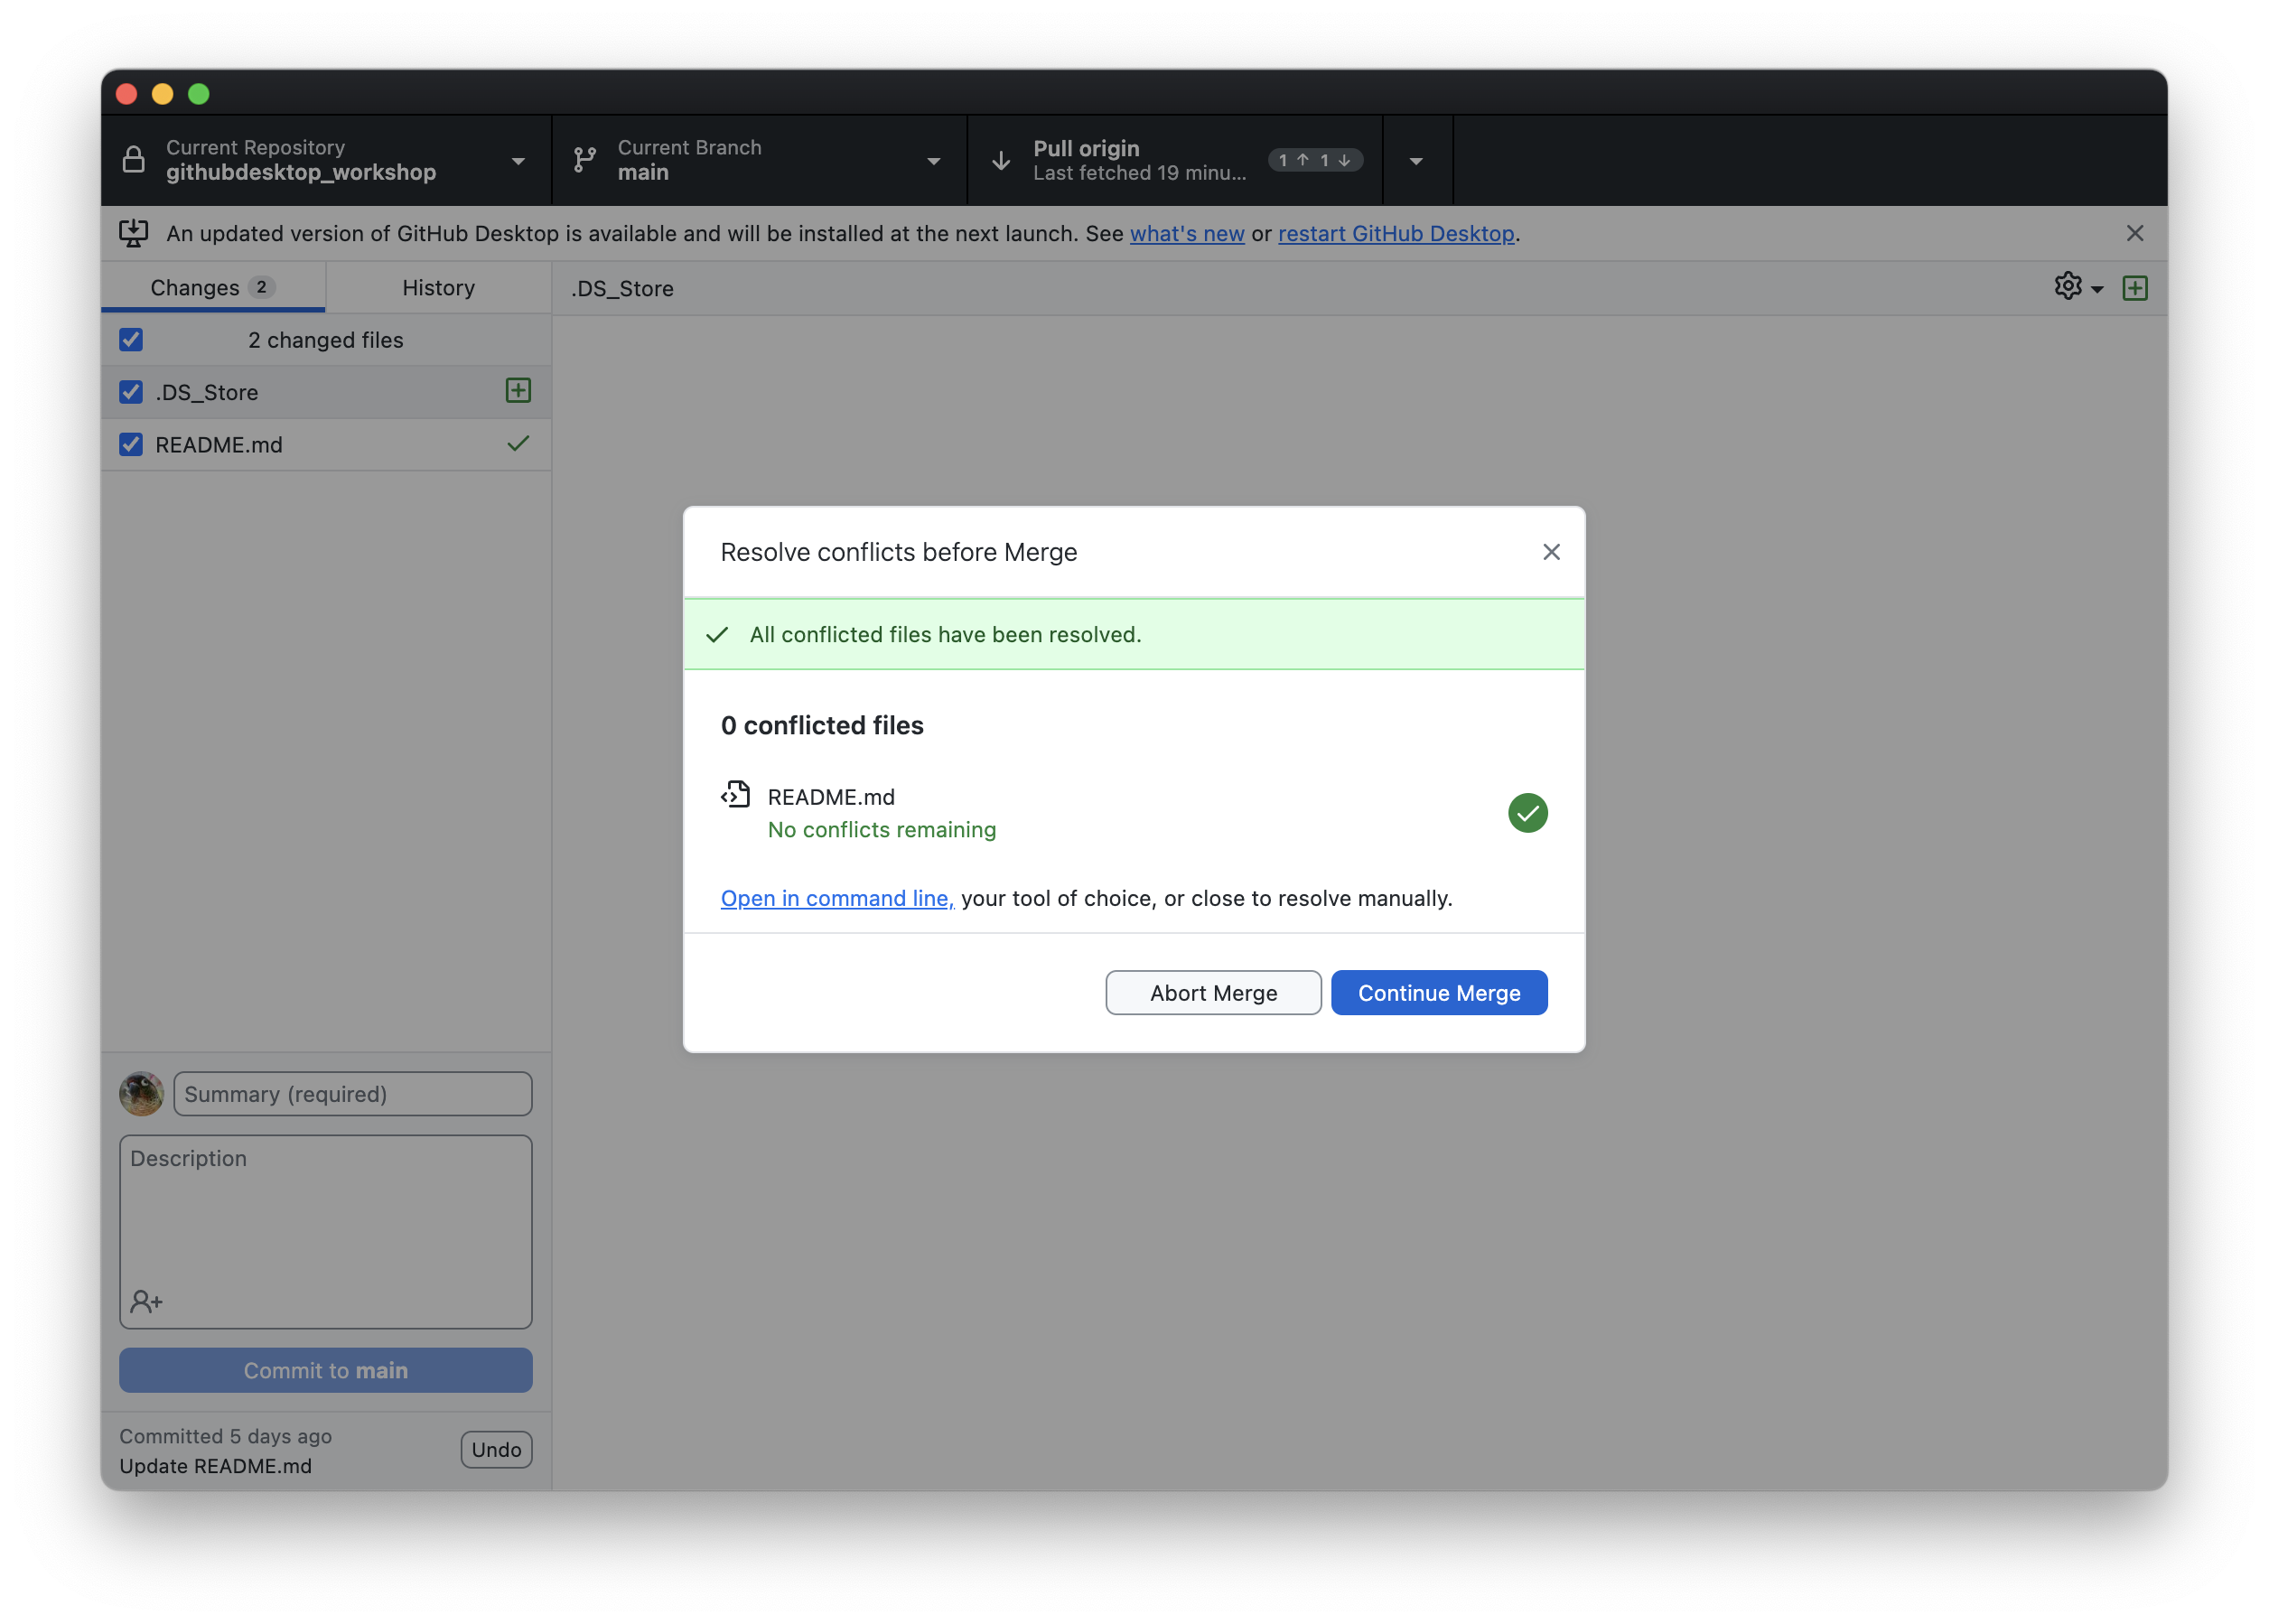 Current Repository
githubdesktop_workshop
Current Branch
main
Pull origin
Last fetched 19 minu...
1 ↑ 1 ↓
An updated version of GitHub Desktop is available and will be installed at the next launch. See what's new or restart GitHub Desktop.
Changes 2
History
.DS_Store
2 changed files
.DS_Store
README.md
Resolve conflicts before Merge
All conflicted files have been resolved.
0 conflicted files
README.md
No conflicts remaining
Open in command line, your tool of choice, or close to resolve manually.
Abort Merge
Continue Merge
Summary (required)
Description
Commit to main
Committed 5 days ago
Update README.md
Undo